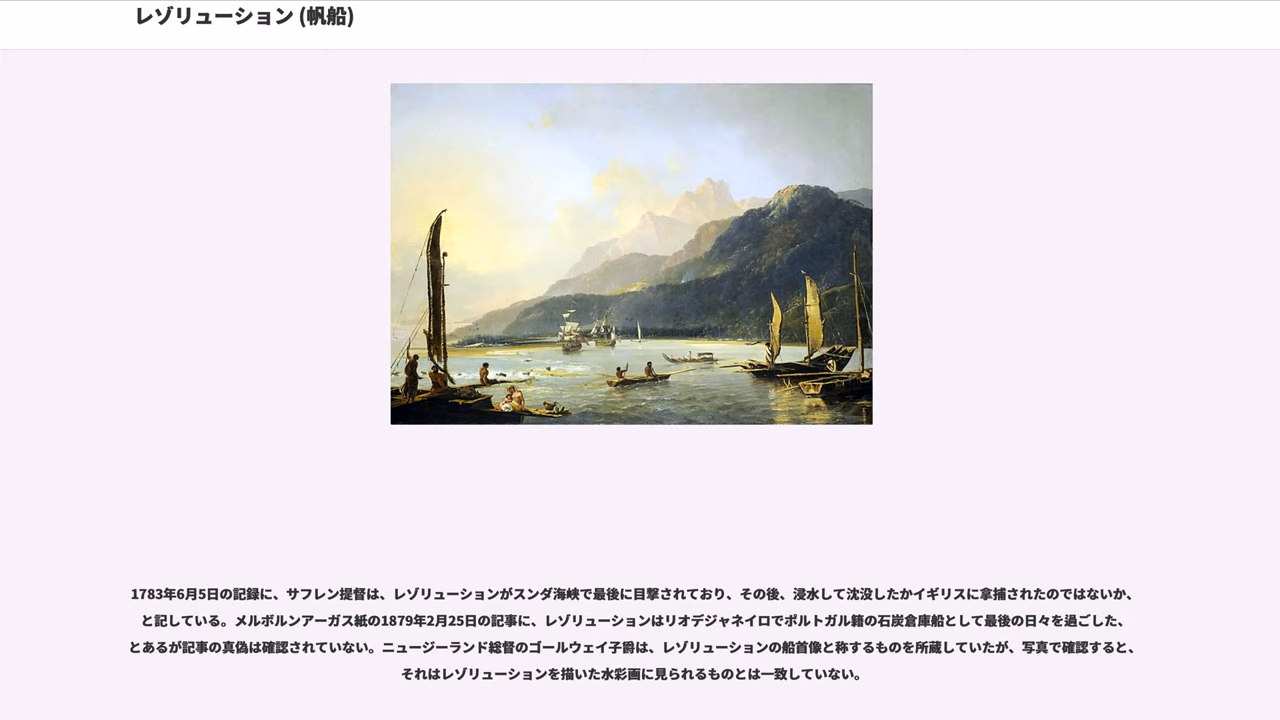 レゾリューション (帆船)
1783年6月5日の記録に、サフレン提督は、レゾリューションがスンダ海峡で最後に目撃されており、その後、浸水して沈没したかイギリスに拿捕されたのではないか、
と記している。メルボルンアーガス紙の1879年2月25日の記事に、レゾリューションはリオデジャネイロでポルトガル籍の石炭倉庫船として最後の日々を過ごした、
とあるが記事の真偽は確認されていない。ニュージーランド総督のゴールウェイ子爵は、レゾリューションの船首像と称するものを所蔵していたが、写真で確認すると、
それはレゾリューションを描いた水彩画に見られるものとは一致していない。